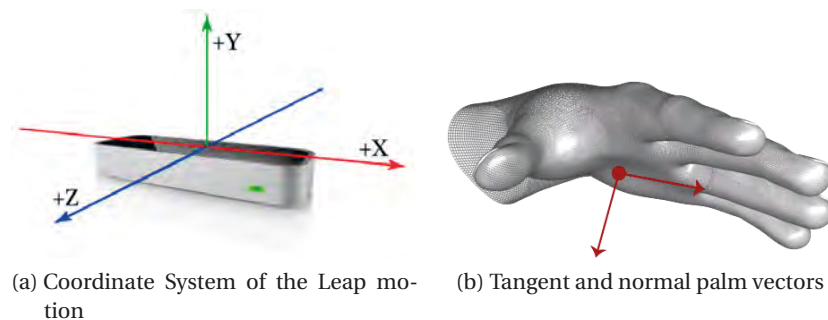 +Y
+X
+Z
(a) Coordinate System of the Leap mo-
tion
(b) Tangent and normal palm vectors